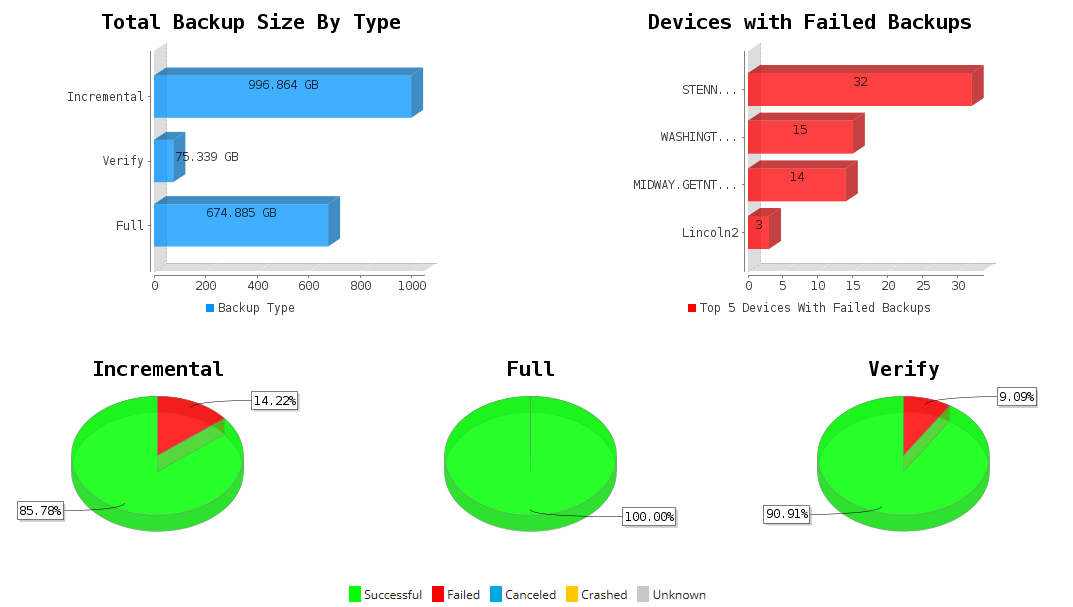 Total Backup Size By Type
Incremental
996.864 GB
Verify
75.339 GB
Full
674.885 GB
0 200 400 600 800 1000
Backup Type
Devices with Failed Backups
STENN...
32
WASHINGT...
15
MIDWAY.GETNT...
14
Lincoln2
3
0 5 10 15 20 25 30
Top 5 Devices With Failed Backups
Incremental
14.22%
85.78%
Full
100.00%
Verify
9.09%
90.91%
Successful Failed Canceled Crashed Unknown